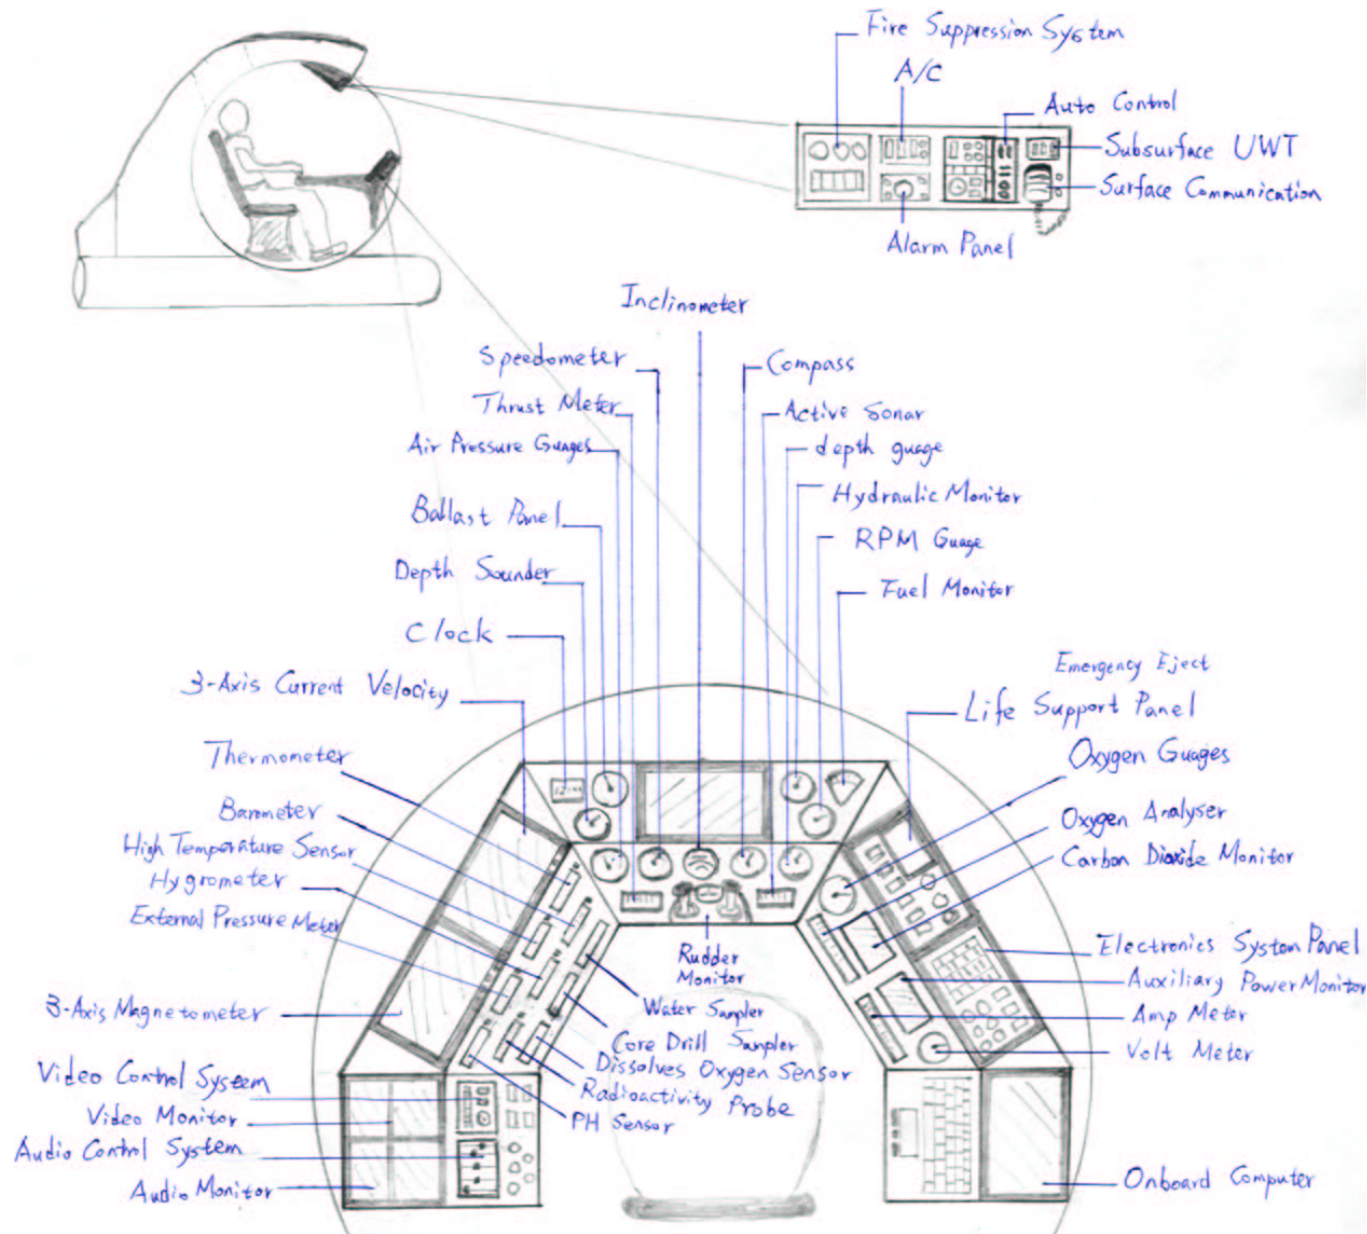 Fire Suppression System
A/C
Auto Control
Subsurface UWT
Surface Communication
Alarm Panel
Inclinometer
Speedometer
Compass
Thrust Meter
Active Sonar
Air Pressure Guages
depth guage
Hydraulic Monitor
Ballast Panel
RPM Guage
Depth Sounder
Fuel Monitor
Clock
Emergency Eject
3-Axis Current Velocity
Life Support Panel
Thermometer
Oxygen Guages
Barometer
Oxygen Analyser
High Temperature Sensor
Carbon Dioxide Monitor
Hygrometer
External Pressure Meter
Electronics System Panel
Rudder
Monitor
Auxiliary Power Monitor
3-Axis Magnetometer
Water Sampler
Amp Meter
Core Drill Sampler
Volt Meter
Dissolves Oxygen Sensor
Video Control System
Radioactivity Probe
Video Monitor
PH Sensor
Audio Control System
Audio Monitor
Onboard Computer